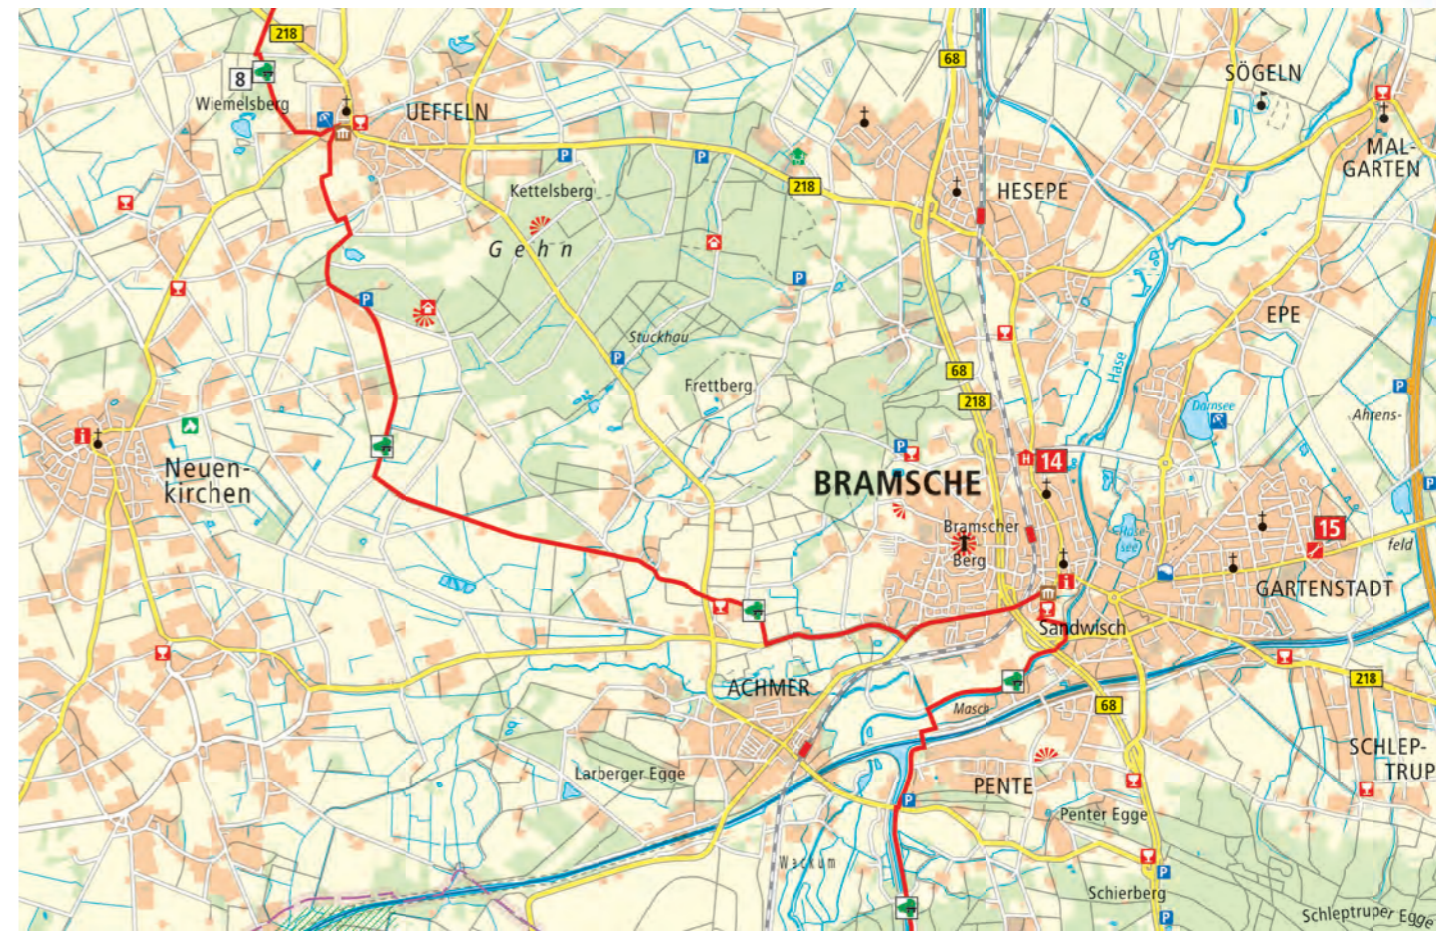 218
68
SÖGELN
8
Wiemelsberg
UEFFELN
MAL-
GARTEN
Kettelsberg
218
HESEPE
Gehn
EPE
Stuckhau
Hase
68
Frettberg
218
Darnsee
Ahrens-
Neuen-
kirchen
BRAMSCHE
H
14
Bramscher
Berg
Hase-
see
15
feld
GARTENSTADT
Sandwisch
ACHMER
Masch
68
218
SCHLEP-
TRUP
Larberger Egge
PENTE
Penter Egge
Wackum
Schierberg
Schleptruper Egge
P
P
P
P
P
P
P
P
P
P
P
i
i